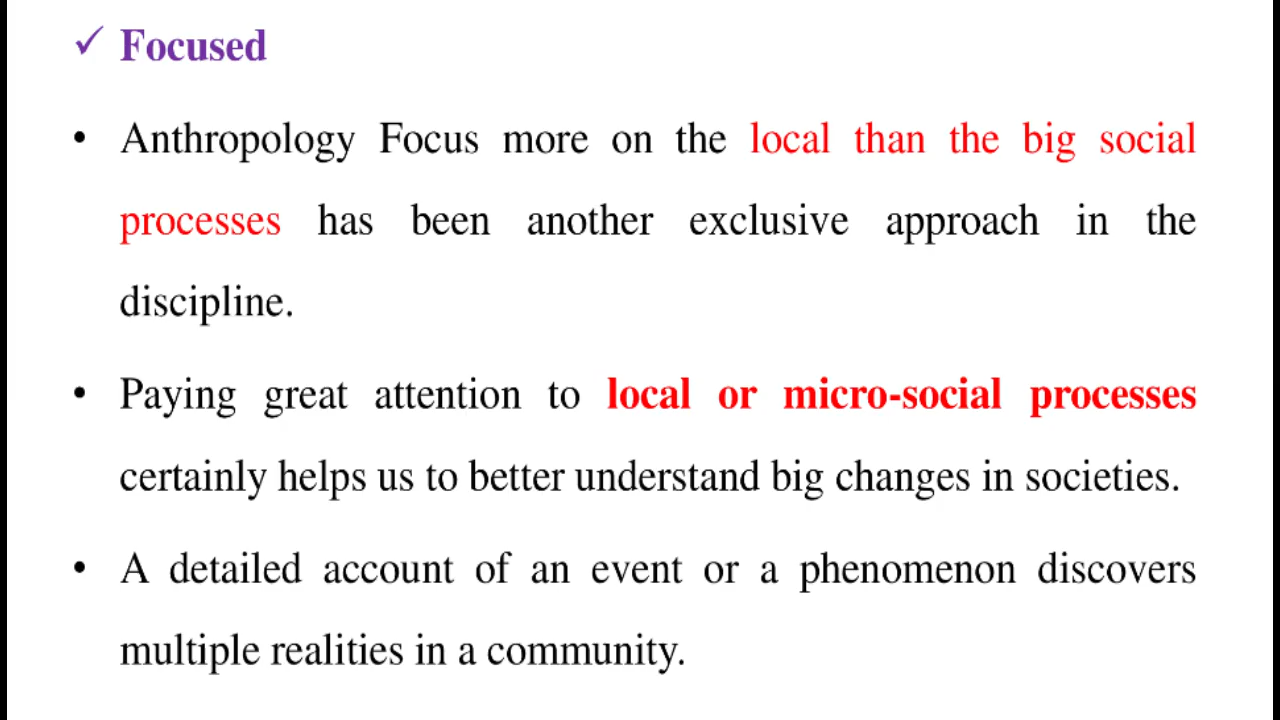 ✓ Focused
• Anthropology Focus more on the local than the big social
processes has been another exclusive approach in the
discipline.
• Paying great attention to local or micro-social processes
certainly helps us to better understand big changes in societies.
• A detailed account of an event or a phenomenon discovers
multiple realities in a community.